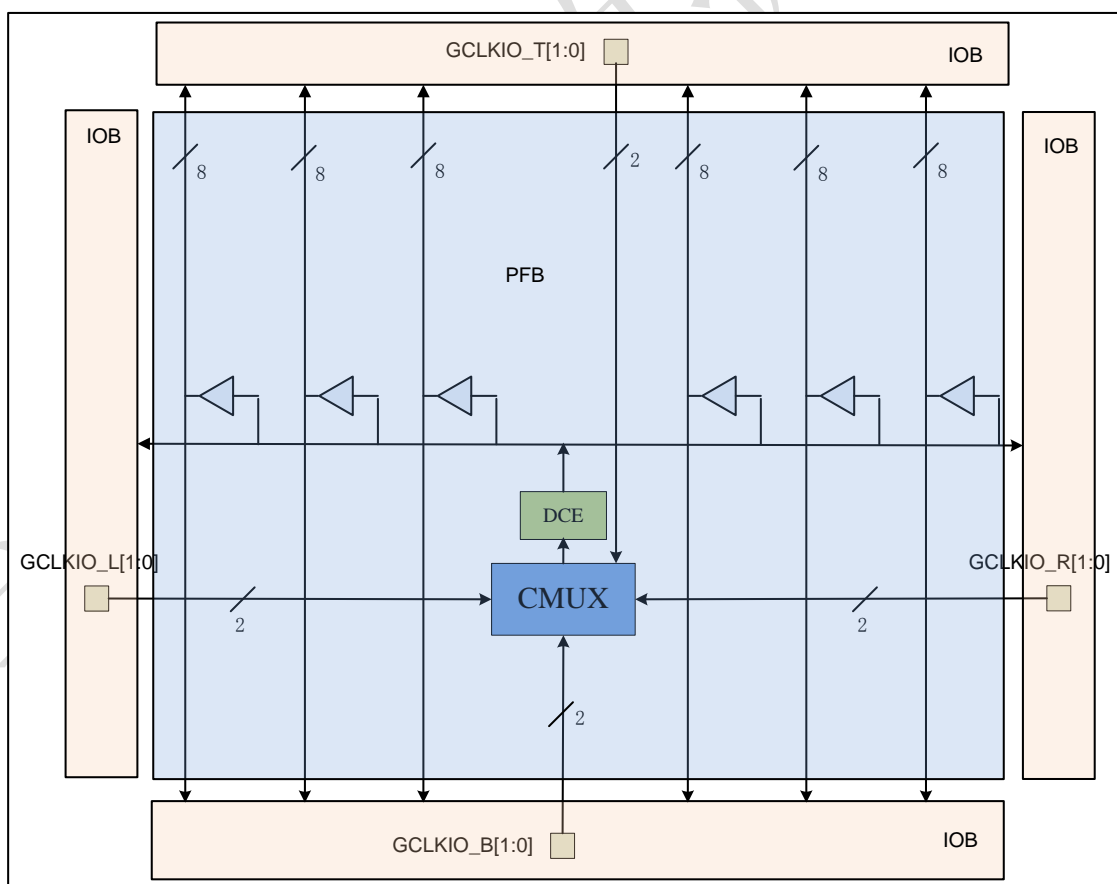 GCLKIO_T[1:0]
IOB
IOB
IOB
8
8
8
2
8
8
8
PFB
DCE
GCLKIO_L[1:0]
GCLKIO_R[1:0]
CMUX
2
2
2
GCLKIO_B[1:0]
IOB